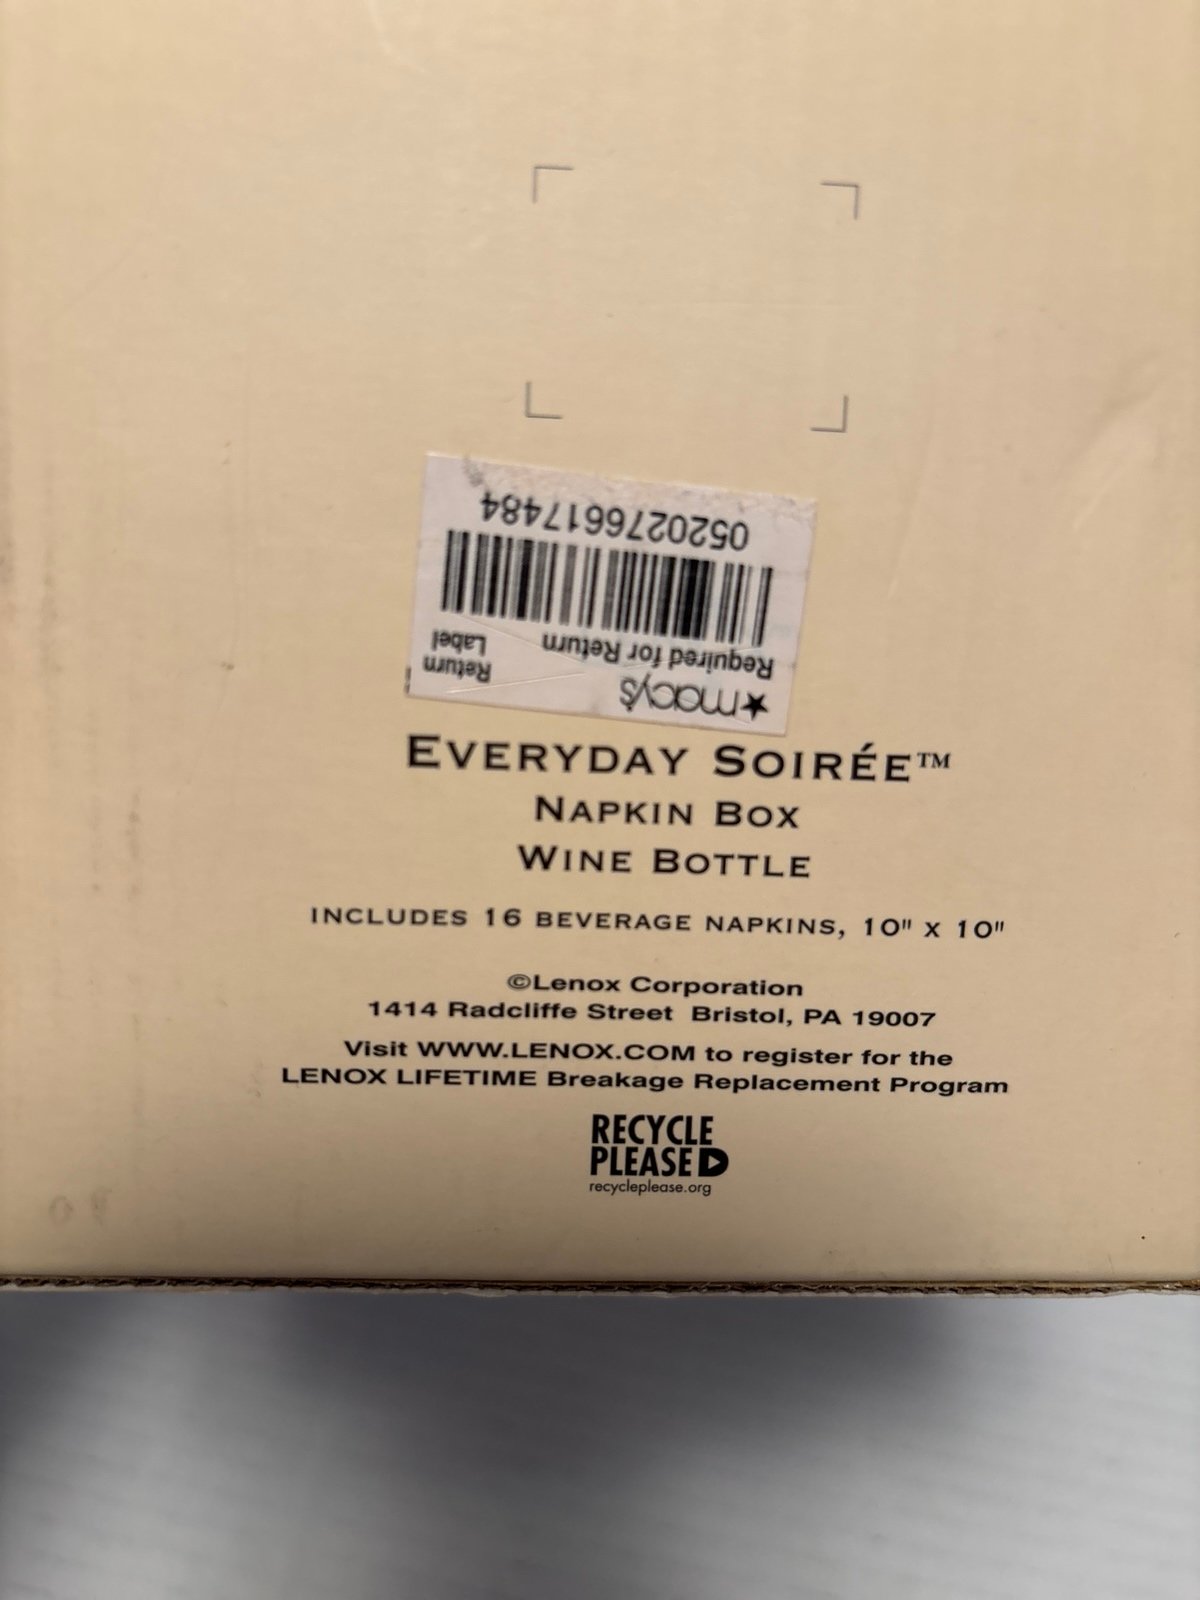 0520276617484
Required for Return
Return
Label
macy's
EVERYDAY SOIRÉE™
NAPKIN BOX
WINE BOTTLE
INCLUDES 16 BEVERAGE NAPKINS, 10" X 10"
©Lenox Corporation
1414 Radcliffe Street Bristol, PA 19007
Visit WWW.LENOX.COM to register for the
LENOX LIFETIME Breakage Replacement Program
RECYCLE
PLEASE
recycleplease.org